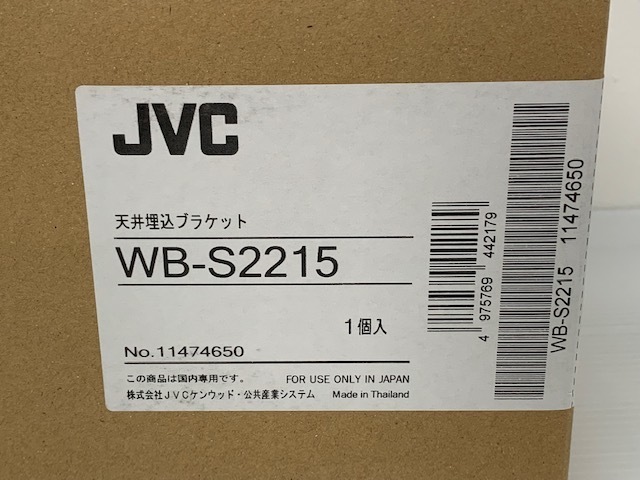 JVC
天井埋込ブラケット
WB-S2215
1個入
No.11474650
この商品は国内専用です。 FOR USE ONLY IN JAPAN
株式会社JVCケンウッド・公共産業システム Made in Thailand
4 975769 442179
WB-S2215 11474650